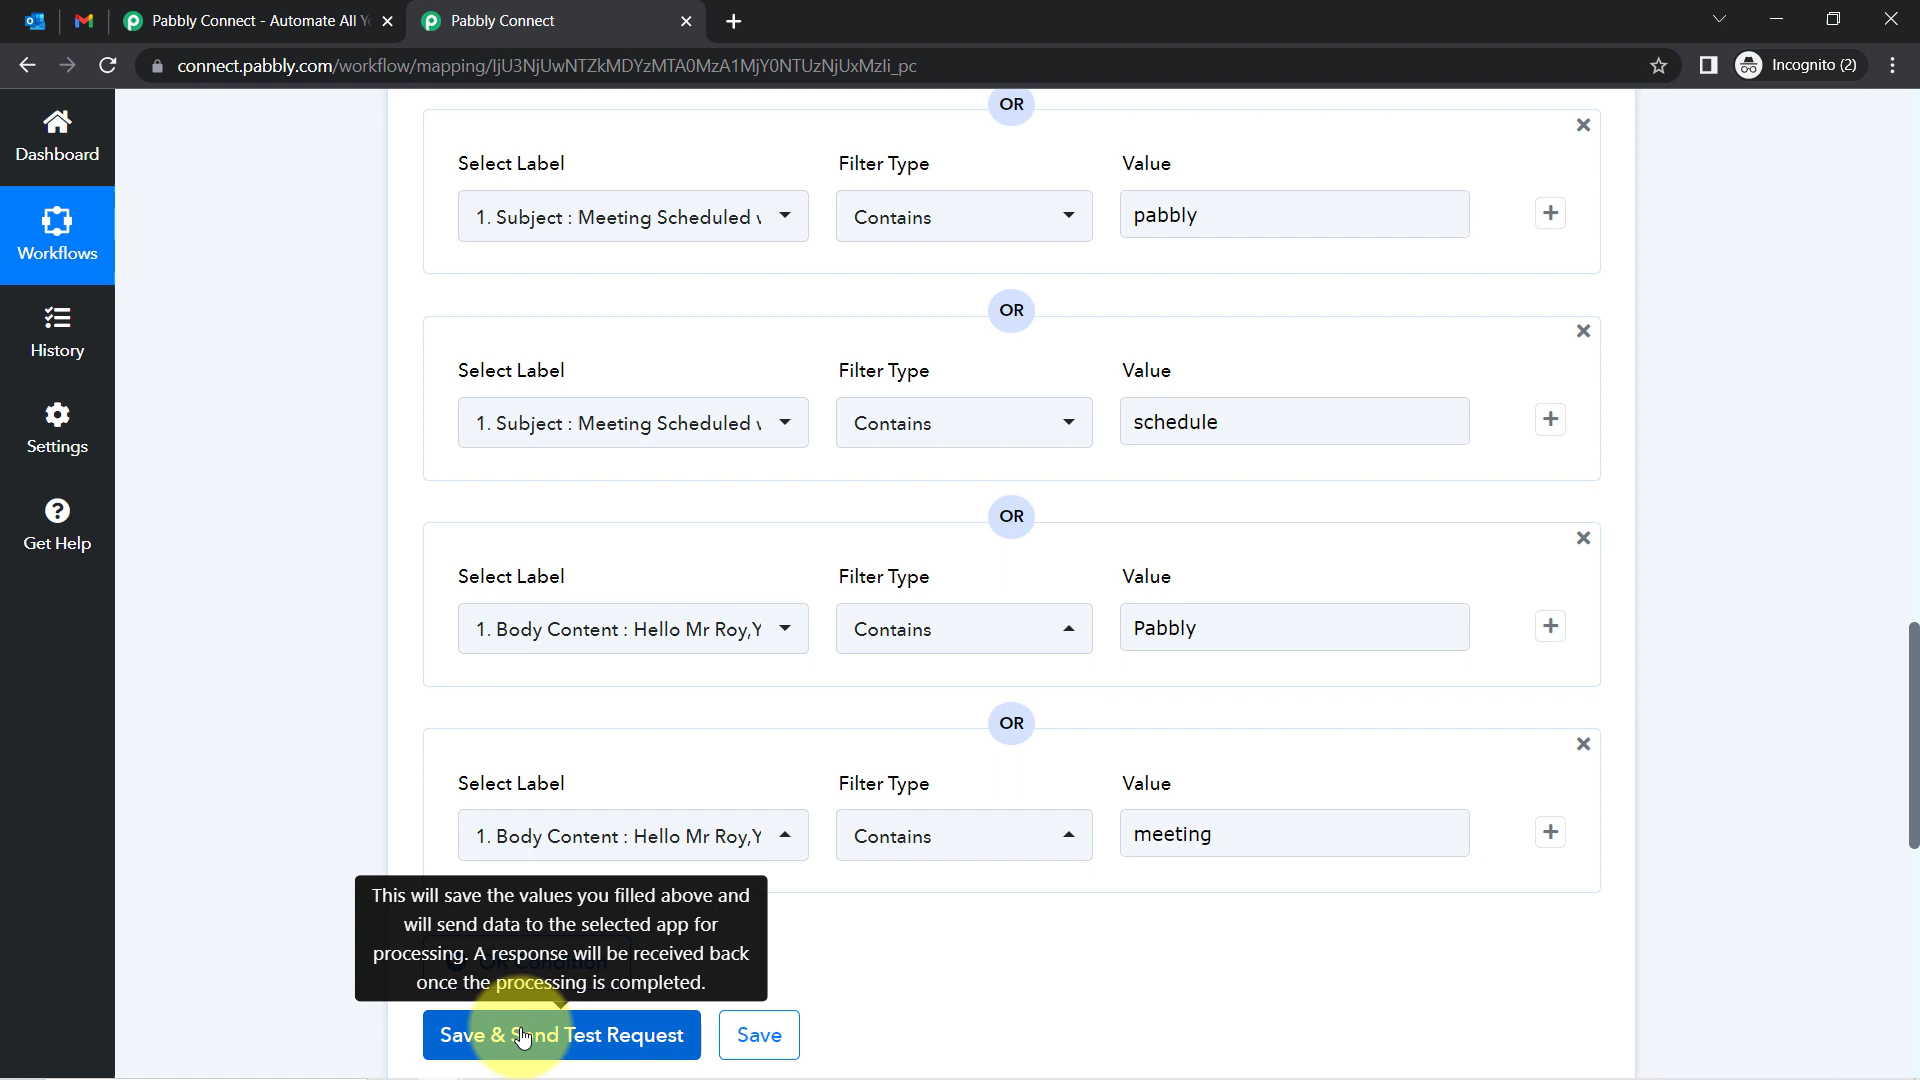 Pabbly Connect - Automate All Y
Pabbly Connect
connect.pabbly.com/workflow/mapping/IjU3NjUwNTZkMDYzMTA0MzA1MjY0NTUzNjUxMzIi_pc
Incognito (2)
Dashboard
Workflows
History
Settings
Get Help
OR
Select Label Filter Type Value
1. Subject : Meeting Scheduled Contains pabbly
OR
Select Label Filter Type Value
1. Subject : Meeting Scheduled Contains schedule
OR
Select Label Filter Type Value
1. Body Content : Hello Mr Roy,Y Contains Pabbly
OR
Select Label Filter Type Value
1. Body Content : Hello Mr Roy,Y Contains meeting
This will save the values you filled above and
will send data to the selected app for
processing. A response will be received back
once the processing is completed.
OR Condition
Save & Send Test Request Save